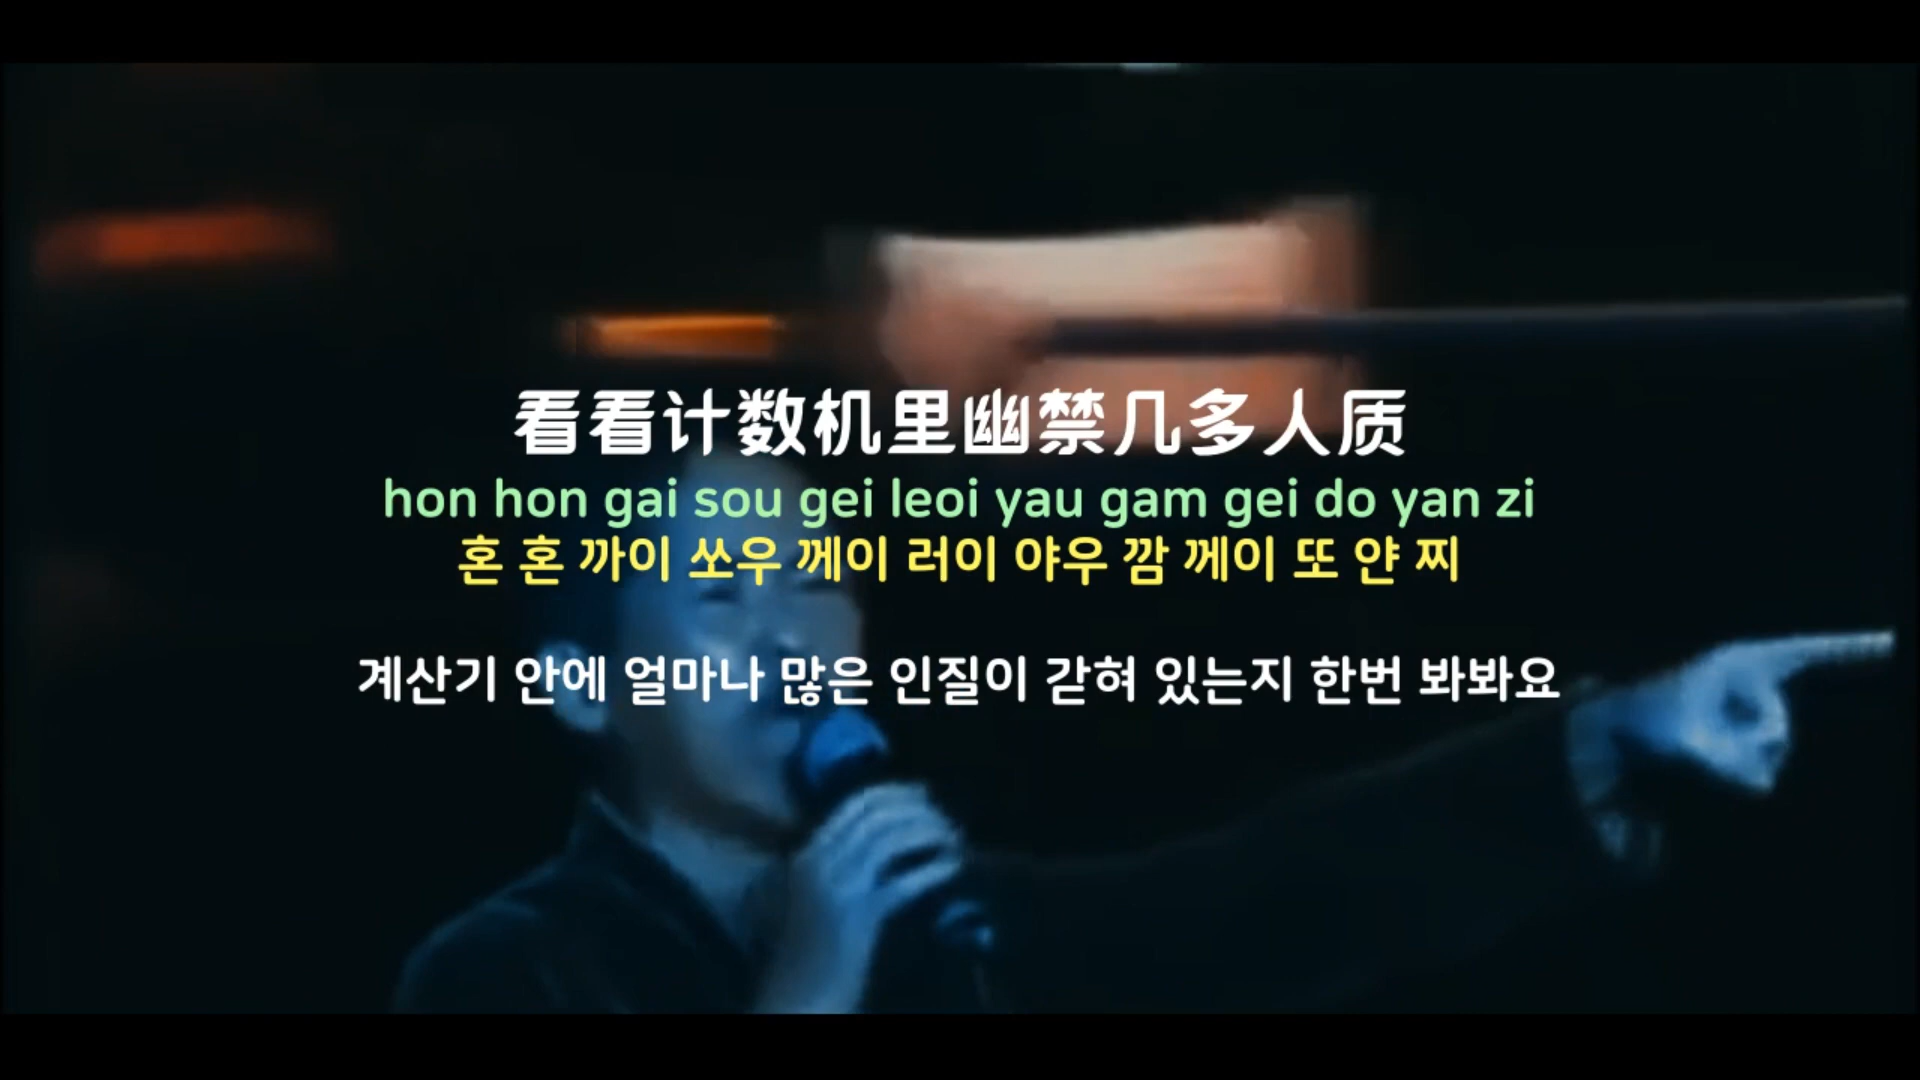 看看计数机里幽禁几多人质
hon hon gai sou gei leoi yau gam gei do yan zi
혼 혼 까이 쏘우 께이 러이 야우 깜 께이 또 얀 찌
계산기 안에 얼마나 많은 인질이 갇혀 있는지 한번 봐봐요